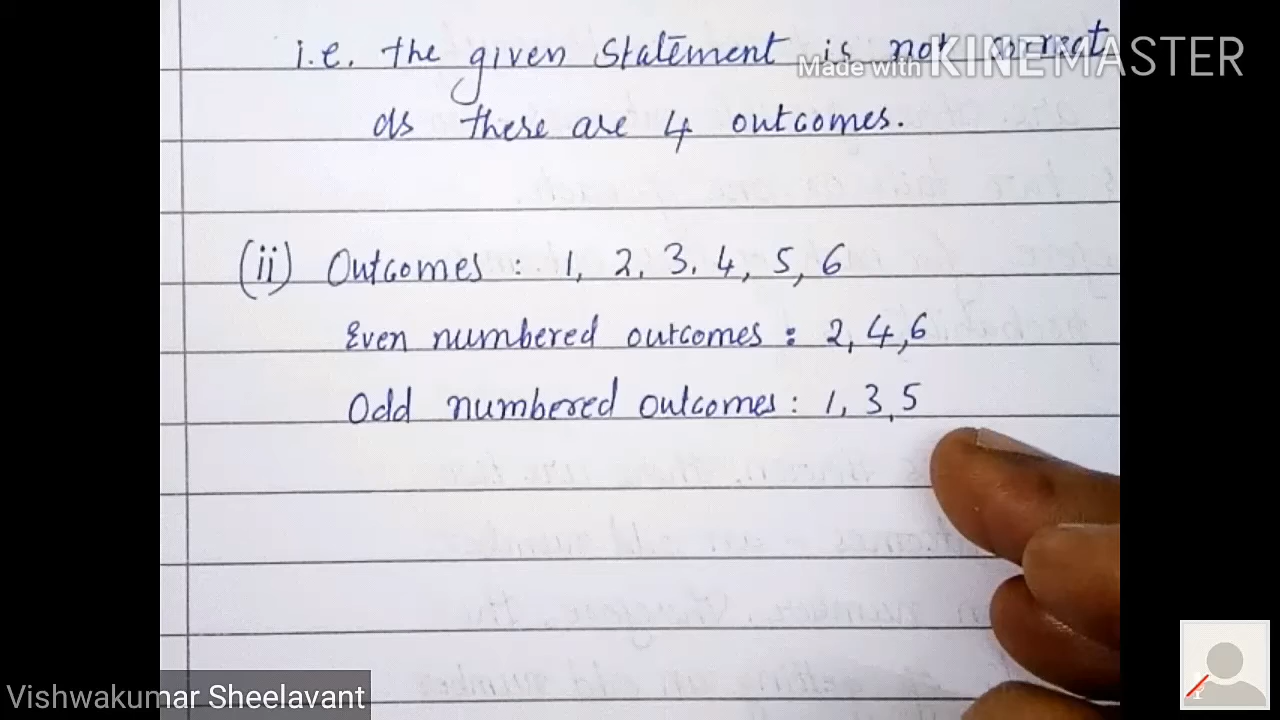 i.e. the given statement is not correct
Made with KINEMASTER
as there are 4 outcomes.
(ii) Outcomes : 1, 2, 3, 4, 5, 6
Even numbered outcomes : 2, 4, 6
Odd numbered outcomes : 1, 3, 5
Vishwakumar Sheelavant